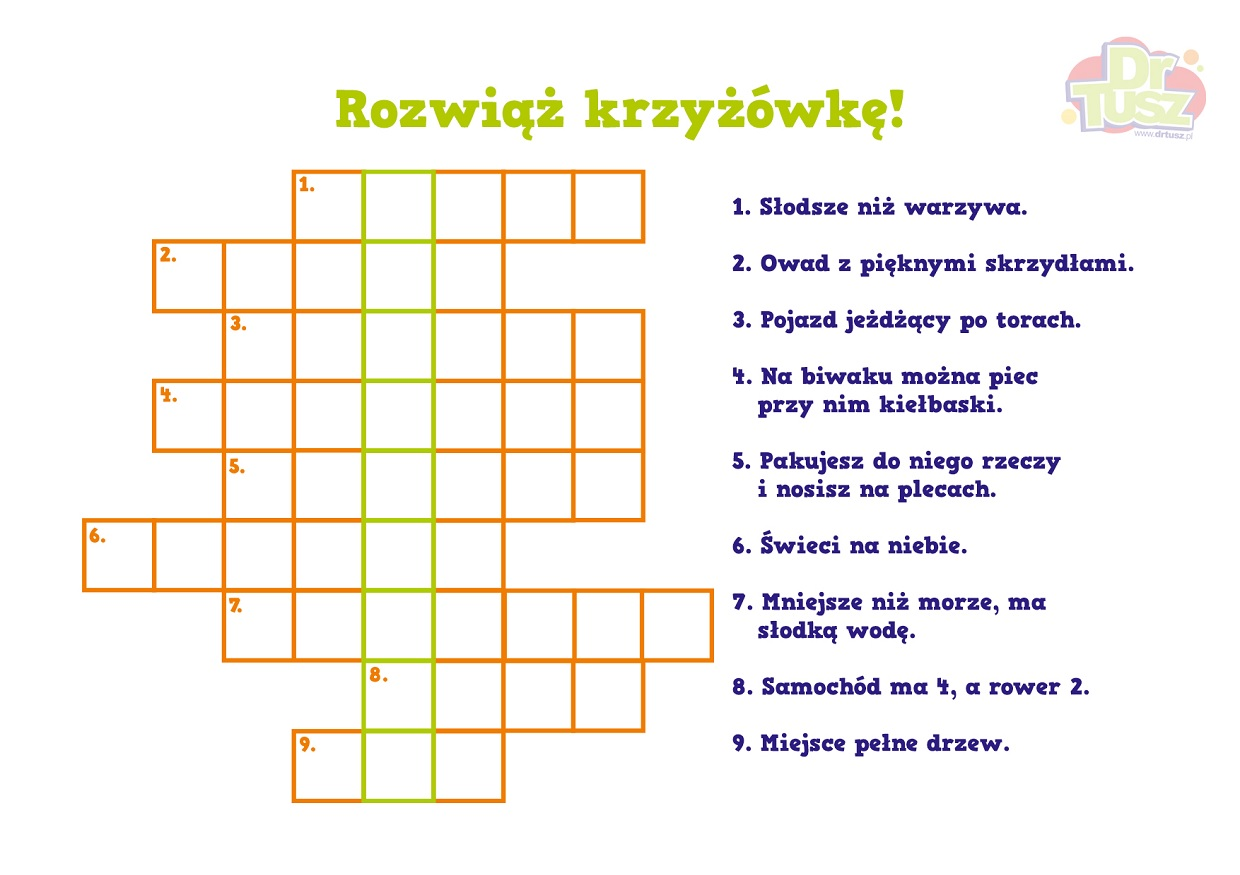 Dr
TUSZ
www.drtusz.pl
Rozwiąż krzyżówkę!
1.
2.
3.
4.
5.
6.
7.
8.
9.
1. Słodsze niż warzywa.
2. Owad z pięknymi skrzydłami.
3. Pojazd jeżdżący po torach.
4. Na biwaku można piec
przy nim kiełbaski.
5. Pakujesz do niego rzeczy
i nosisz na plecach.
6. Świeci na niebie.
7. Mniejsze niż morze, ma
słodką wodę.
8. Samochód ma 4, a rower 2.
9. Miejsce pełne drzew.